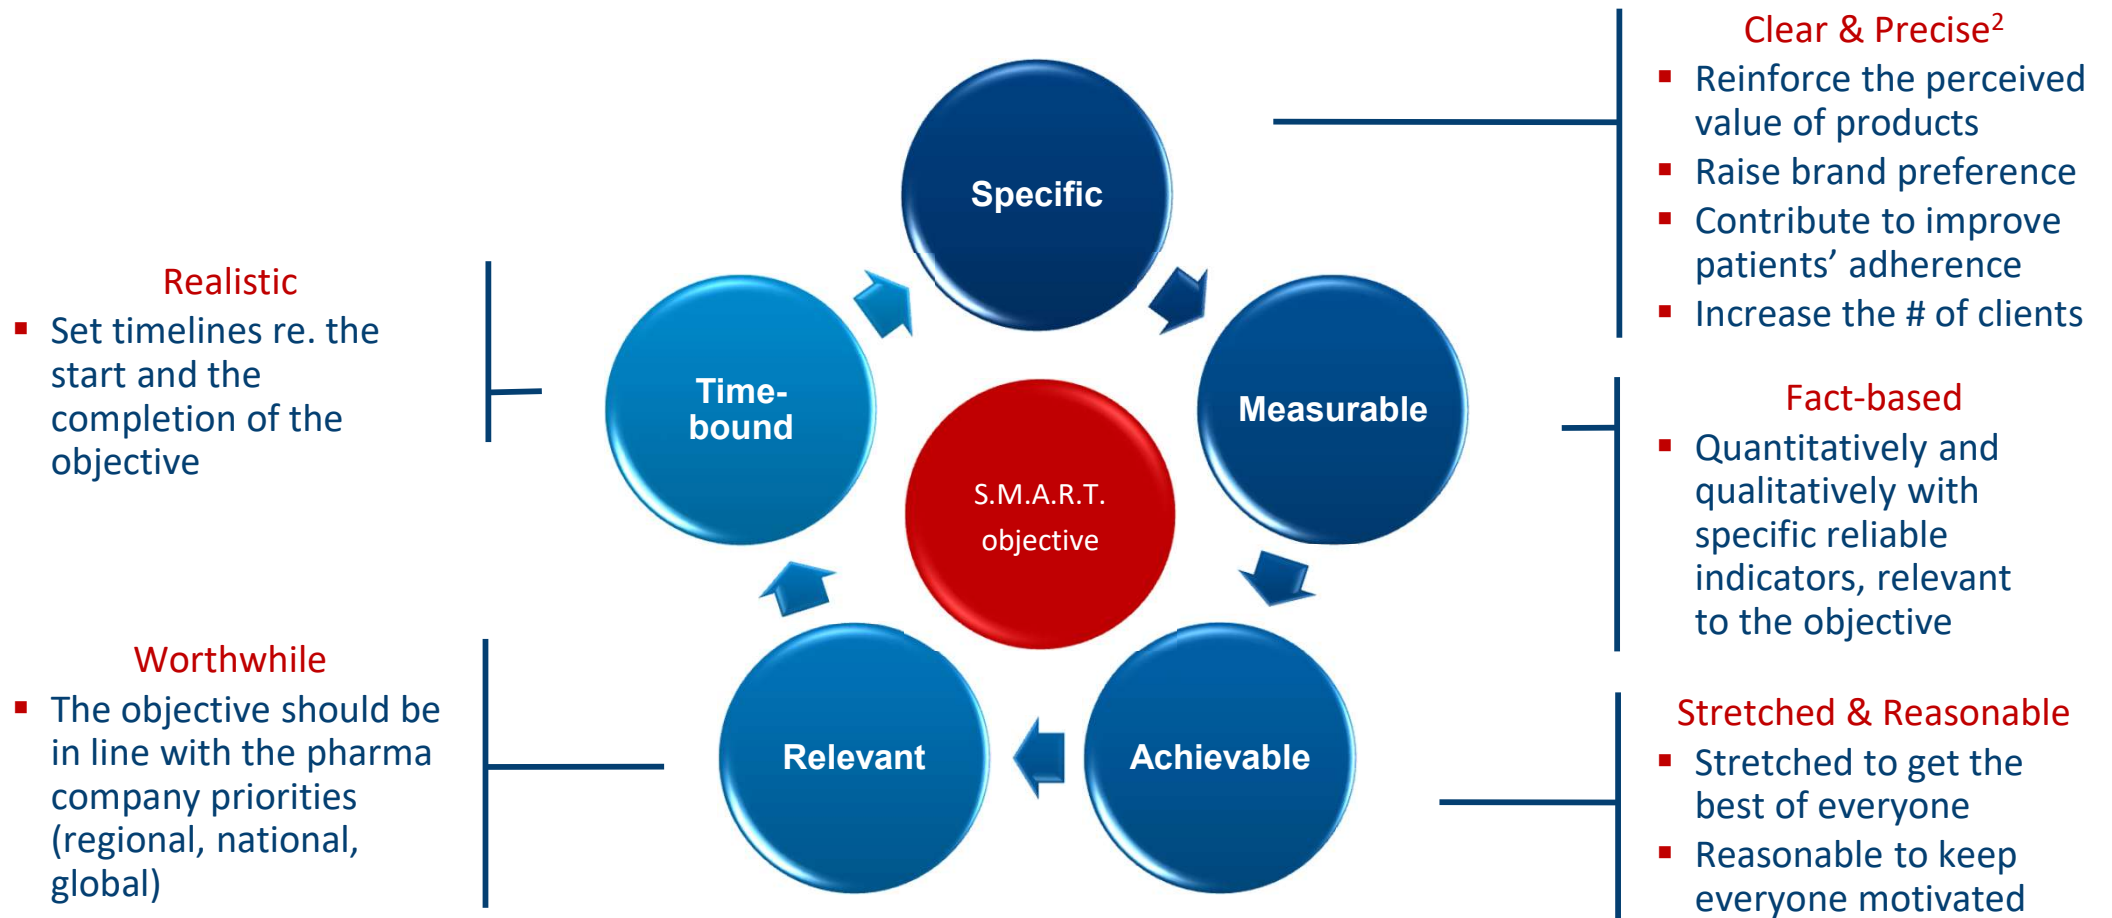 Clear & Precise²
▪ Reinforce the perceived
value of products
▪ Raise brand preference
▪ Contribute to improve
patients’ adherence
▪ Increase the # of clients
Specific
Realistic
▪ Set timelines re. the
start and the
completion of the
objective
Time-
bound
Measurable
Fact-based
▪ Quantitatively and
qualitatively with
specific reliable
indicators, relevant
to the objective
S.M.A.R.T.
objective
Worthwhile
▪ The objective should be
in line with the pharma
company priorities
(regional, national,
global)
Relevant
Achievable
Stretched & Reasonable
▪ Stretched to get the
best of everyone
▪ Reasonable to keep
everyone motivated